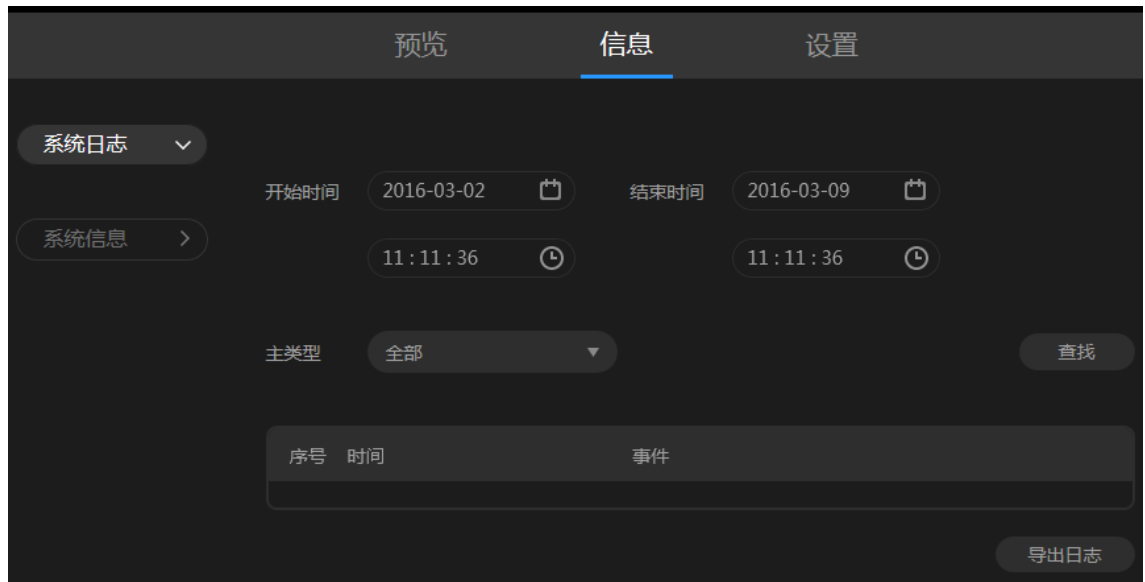 预览 信息 设置
系统日志
开始时间 2016-03-02 结束时间 2016-03-09
系统信息
11 : 11 : 36 11 : 11 : 36
主类型 全部 查找
序号 时间 事件
导出日志